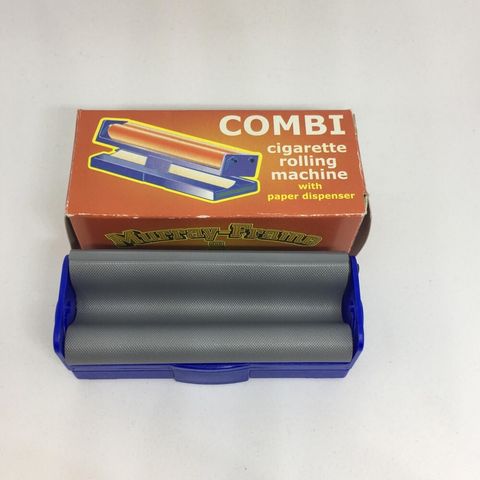 COMBI
cigarette
rolling
machine
with
paper dispenser
Murray-Frame